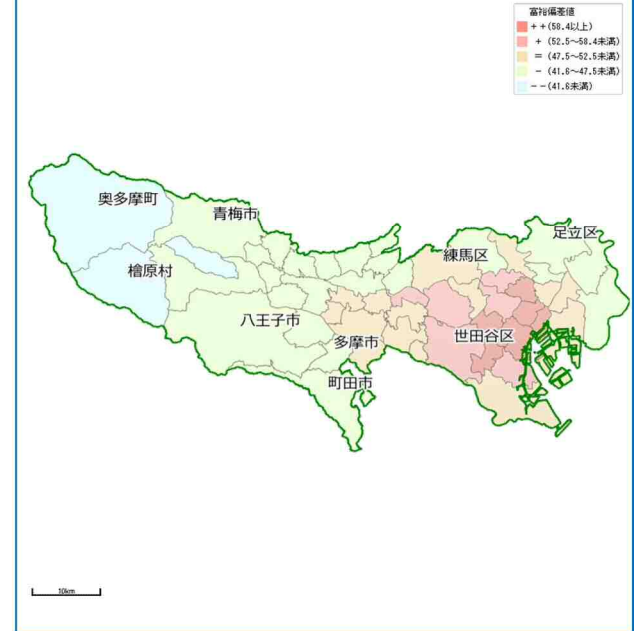 富裕偏差値
++(58.4以上)
+ (52.5～58.4未満)
= (47.5～52.5未満)
- (41.6～47.5未満)
--(41.6未満)
奥多摩町
青梅市
足立区
練馬区
檜原村
八王子市
世田谷区
多摩市
町田市
10km